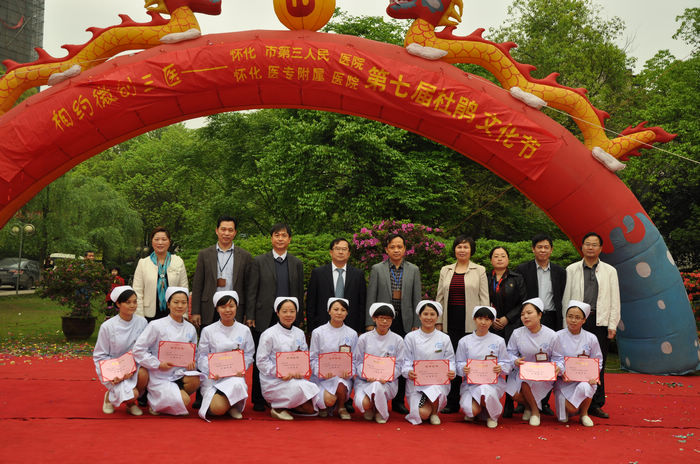 相约微创三医——
怀化市第三人民医院
怀化医专附属医院
第七届杜鹃文化节